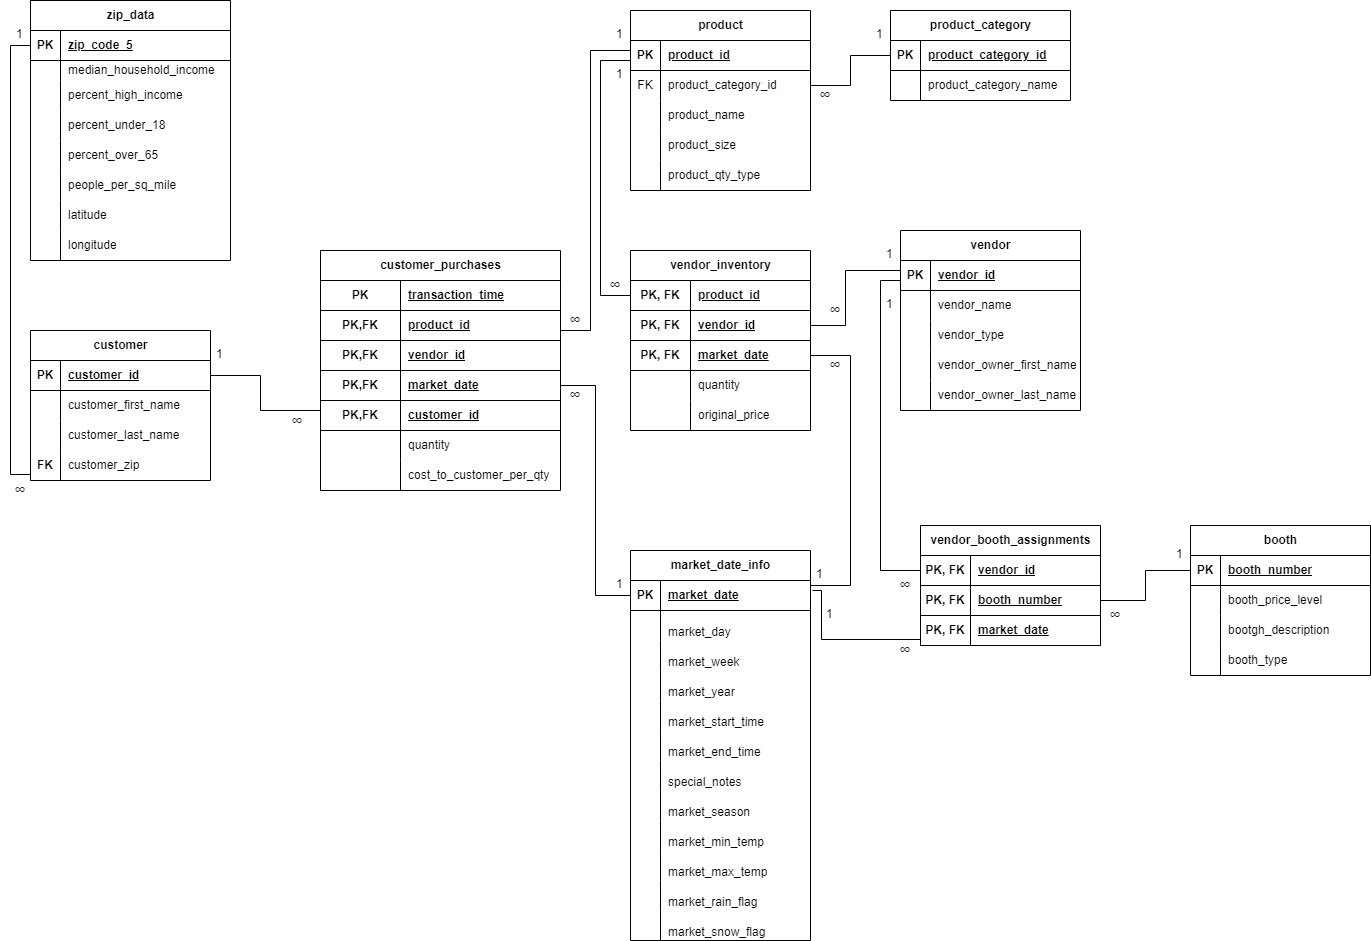 zip_data
1
PK zip_code_5
median_household_income
percent_high_income
percent_under_18
percent_over_65
people_per_sq_mile
latitude
longitude
customer
1
PK customer_id
customer_first_name
customer_last_name
FK customer_zip
∞
∞
customer_purchases
PK transaction_time
PK,FK product_id
∞
PK,FK vendor_id
PK,FK market_date
∞
PK,FK customer_id
quantity
cost_to_customer_per_qty
product
1
PK product_id
1
FK product_category_id
∞
product_name
product_size
product_qty_type
product_category
1
PK product_category_id
product_category_name
vendor_inventory
∞
PK, FK product_id
∞
PK, FK vendor_id
PK, FK market_date
∞
quantity
original_price
vendor
1
PK vendor_id
1
vendor_name
vendor_type
vendor_owner_first_name
vendor_owner_last_name
market_date_info
1
1
PK market_date
1
market_day
market_week
market_year
market_start_time
market_end_time
special_notes
market_season
market_min_temp
market_max_temp
market_rain_flag
market_snow_flag
vendor_booth_assignments
PK, FK vendor_id
∞
PK, FK booth_number
∞
PK, FK market_date
∞
booth
1
PK booth_number
booth_price_level
bootgh_description
booth_type